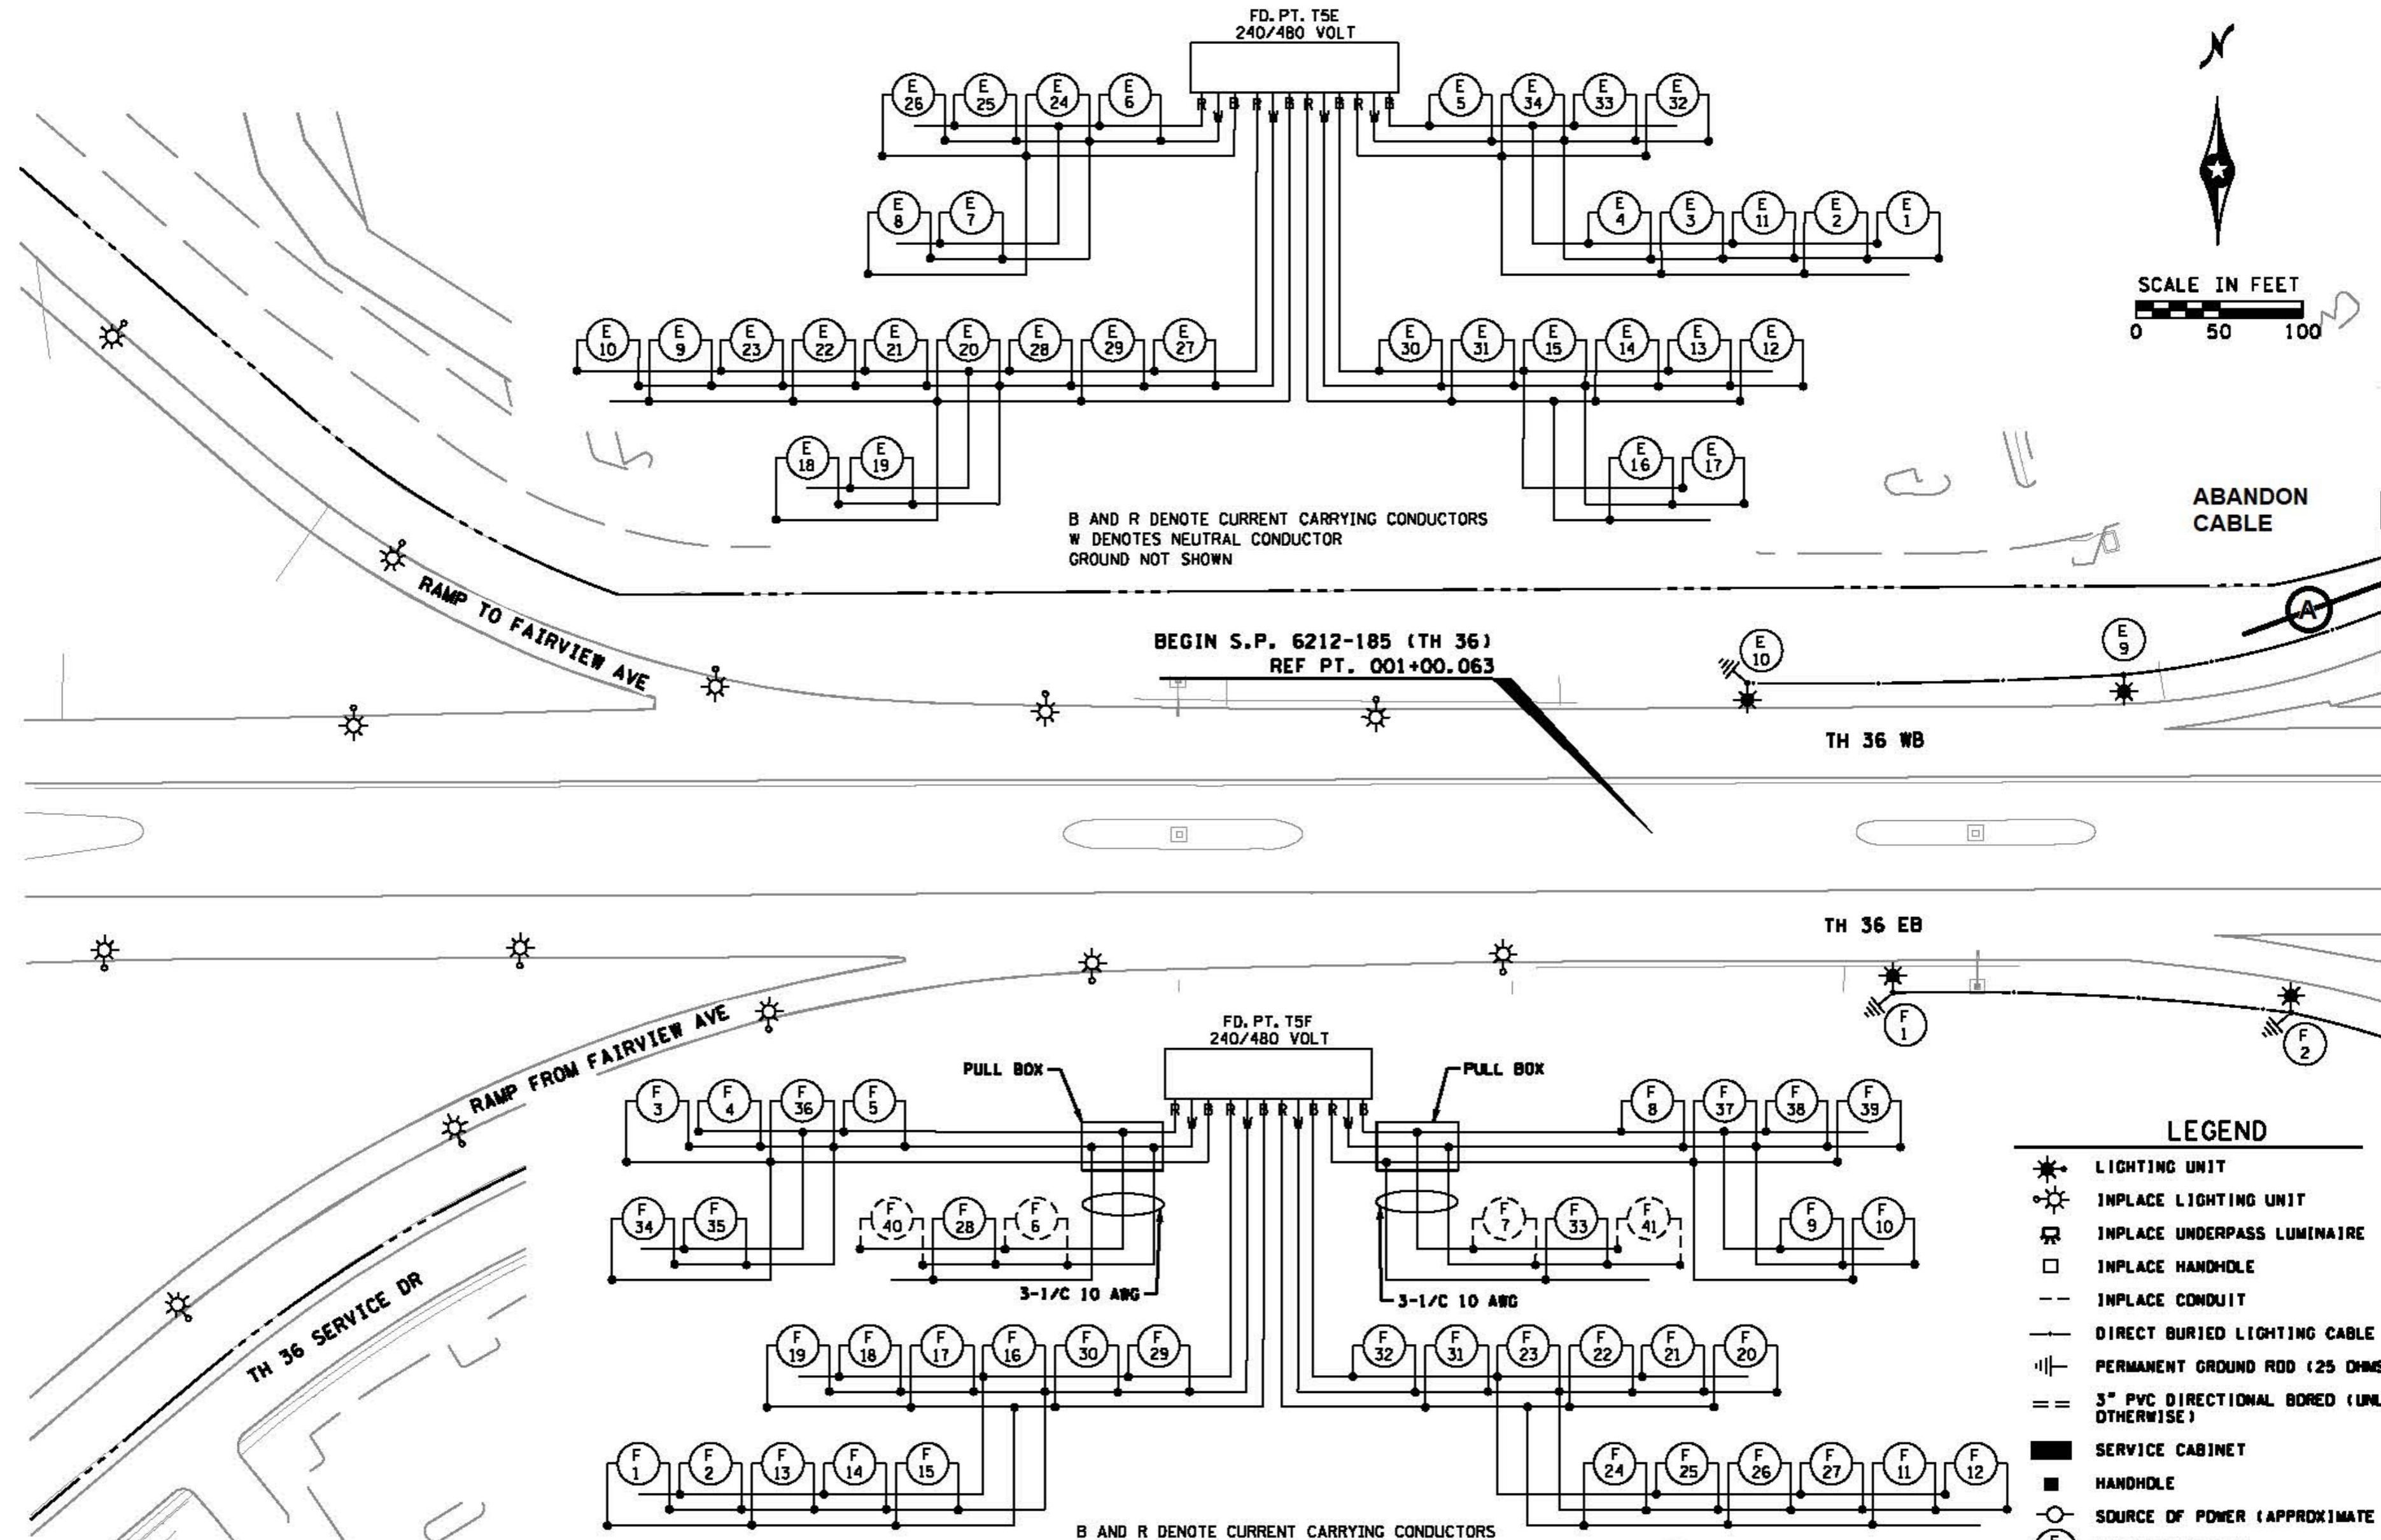 FD. PT. T5E
240/480 VOLT
N
E 26
E 25
E 24
E 6
R W B R W B R W B R W B
E 5
E 34
E 33
E 32
E 8
E 7
E 4
E 3
E 11
E 2
E 1
SCALE IN FEET
0 50 100
E 10
E 9
E 23
E 22
E 21
E 20
E 28
E 29
E 27
E 30
E 31
E 15
E 14
E 13
E 12
E 18
E 19
E 16
E 17
B AND R DENOTE CURRENT CARRYING CONDUCTORS
W DENOTES NEUTRAL CONDUCTOR
GROUND NOT SHOWN
ABANDON
CABLE
A
RAMP TO FAIRVIEW AVE
BEGIN S.P. 6212-185 (TH 36)
REF PT. 001+00.063
E 10
E 9
TH 36 WB
TH 36 EB
F 1
F 2
RAMP FROM FAIRVIEW AVE
TH 36 SERVICE DR
FD. PT. T5F
240/480 VOLT
PULL BOX
PULL BOX
R W B R W B R W B R W B
F 3
F 4
F 36
F 5
F 8
F 37
F 38
F 39
F 34
F 35
F 40
F 28
F 6
F 7
F 33
F 41
F 9
F 10
3-1/C 10 AWG
3-1/C 10 AWG
F 19
F 18
F 17
F 16
F 30
F 29
F 32
F 31
F 23
F 22
F 21
F 20
F 1
F 2
F 13
F 14
F 15
F 24
F 25
F 26
F 27
F 11
F 12
B AND R DENOTE CURRENT CARRYING CONDUCTORS
LEGEND
LIGHTING UNIT
INPLACE LIGHTING UNIT
INPLACE UNDERPASS LUMINAIRE
INPLACE HANDHOLE
INPLACE CONDUIT
DIRECT BURIED LIGHTING CABLE
PERMANENT GROUND ROD (25 OHMS
3" PVC DIRECTIONAL BORED (UNL
OTHERWISE)
SERVICE CABINET
HANDHOLE
SOURCE OF POWER (APPROXIMATE